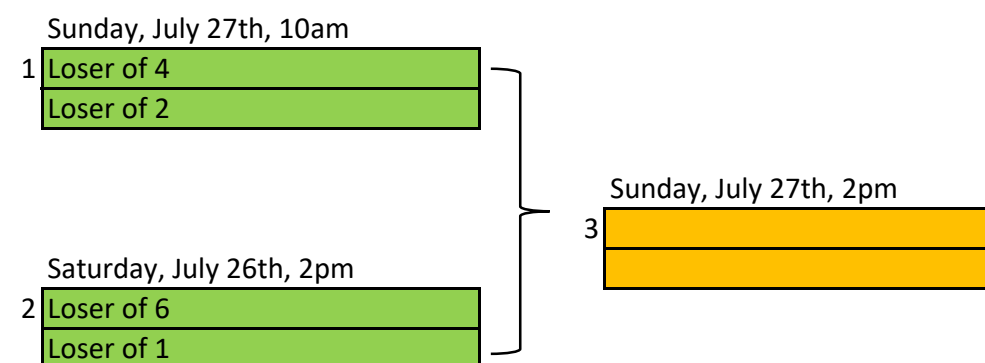 Sunday, July 27th, 10am
1 Loser of 4
Loser of 2
Sunday, July 27th, 2pm
3
Saturday, July 26th, 2pm
2 Loser of 6
Loser of 1